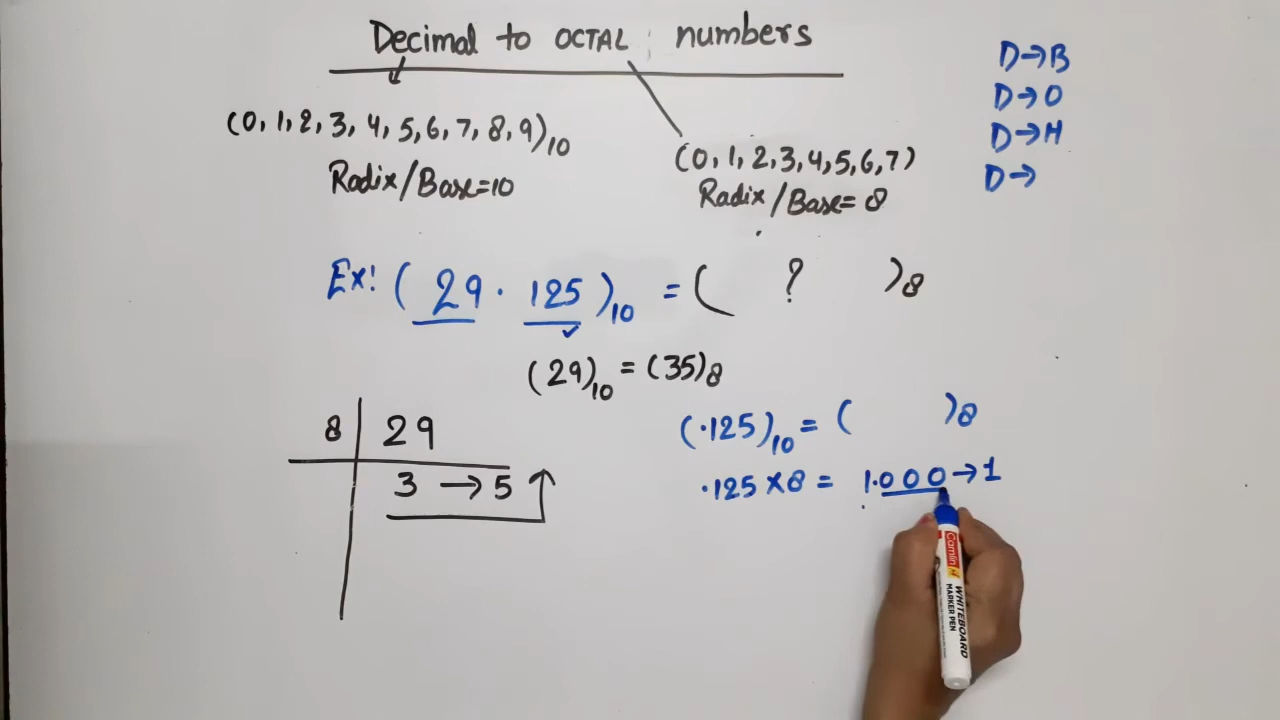 Decimal to OCTAL numbers
(0, 1, 2, 3, 4, 5, 6, 7, 8, 9)10
Radix/Base=10
(0, 1, 2, 3, 4, 5, 6, 7)
Radix/Base= 8
D→B
D→O
D→H
D→
Ex: (29.125)10 = ( ? )8
(29)10 = (35)8
8 29
3 → 5
(.125)10 = ( )8
.125 × 8 = 1.000 → 1
Camlin
WHITEBOARD
MARKER PEN